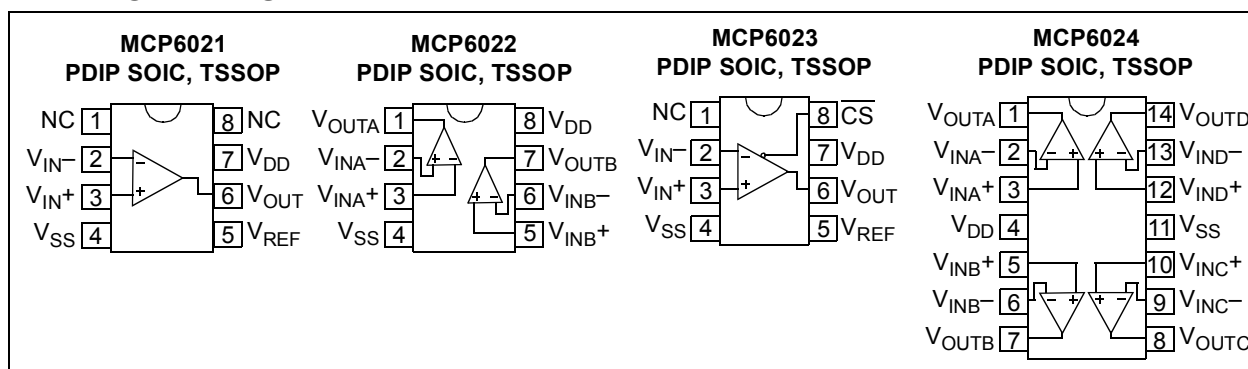 MCP6021
PDIP SOIC, TSSOP
NC 1 8 NC
VIN– 2 7 VDD
VIN+ 3 6 VOUT
VSS 4 5 VREF
– +
MCP6022
PDIP SOIC, TSSOP
VOUTA 1 8 VDD
VINA– 2 7 VOUTB
VINA+ 3 6 VINB–
VSS 4 5 VINB+
+ –
+ –
MCP6023
PDIP SOIC, TSSOP
NC 1 8 CS
VIN– 2 7 VDD
VIN+ 3 6 VOUT
VSS 4 5 VREF
– +
MCP6024
PDIP SOIC, TSSOP
VOUTA 1 14 VOUTD
VINA– 2 13 VIND–
VINA+ 3 12 VIND+
VDD 4 11 VSS
VINB+ 5 10 VINC+
VINB– 6 9 VINC–
VOUTB 7 8 VOUTC
– + + –
– + + –